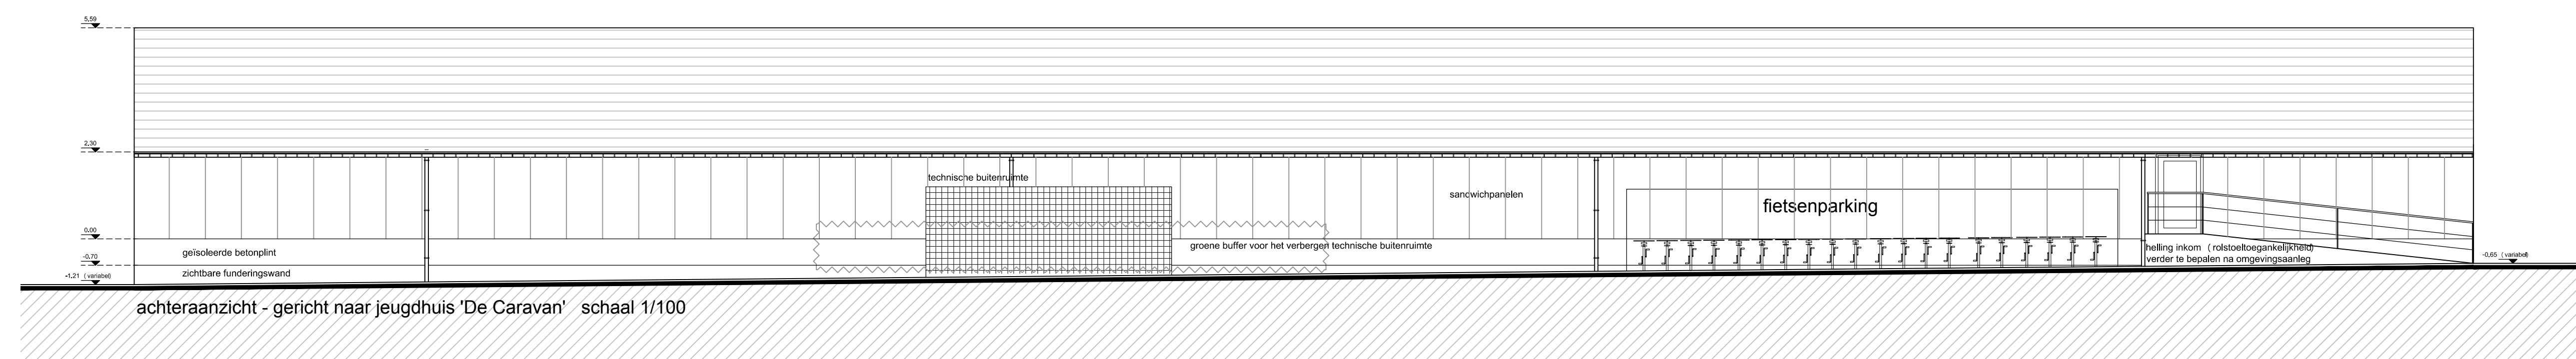 5,59
2,30
technische buitenruimte
sandwichpanelen
fietsenparking
0,00
groene buffer voor het verbergen technische buitenruimte
helling inkom ( rolstoeltoegankelijkheid)
verder te bepalen na omgevingsaanleg
geïsoleerde betonplint
-0,70
zichtbare funderingswand
-1,21 ( variabel)
-0,65 ( variabel)
achteraanzicht - gericht naar jeugdhuis 'De Caravan' schaal 1/100